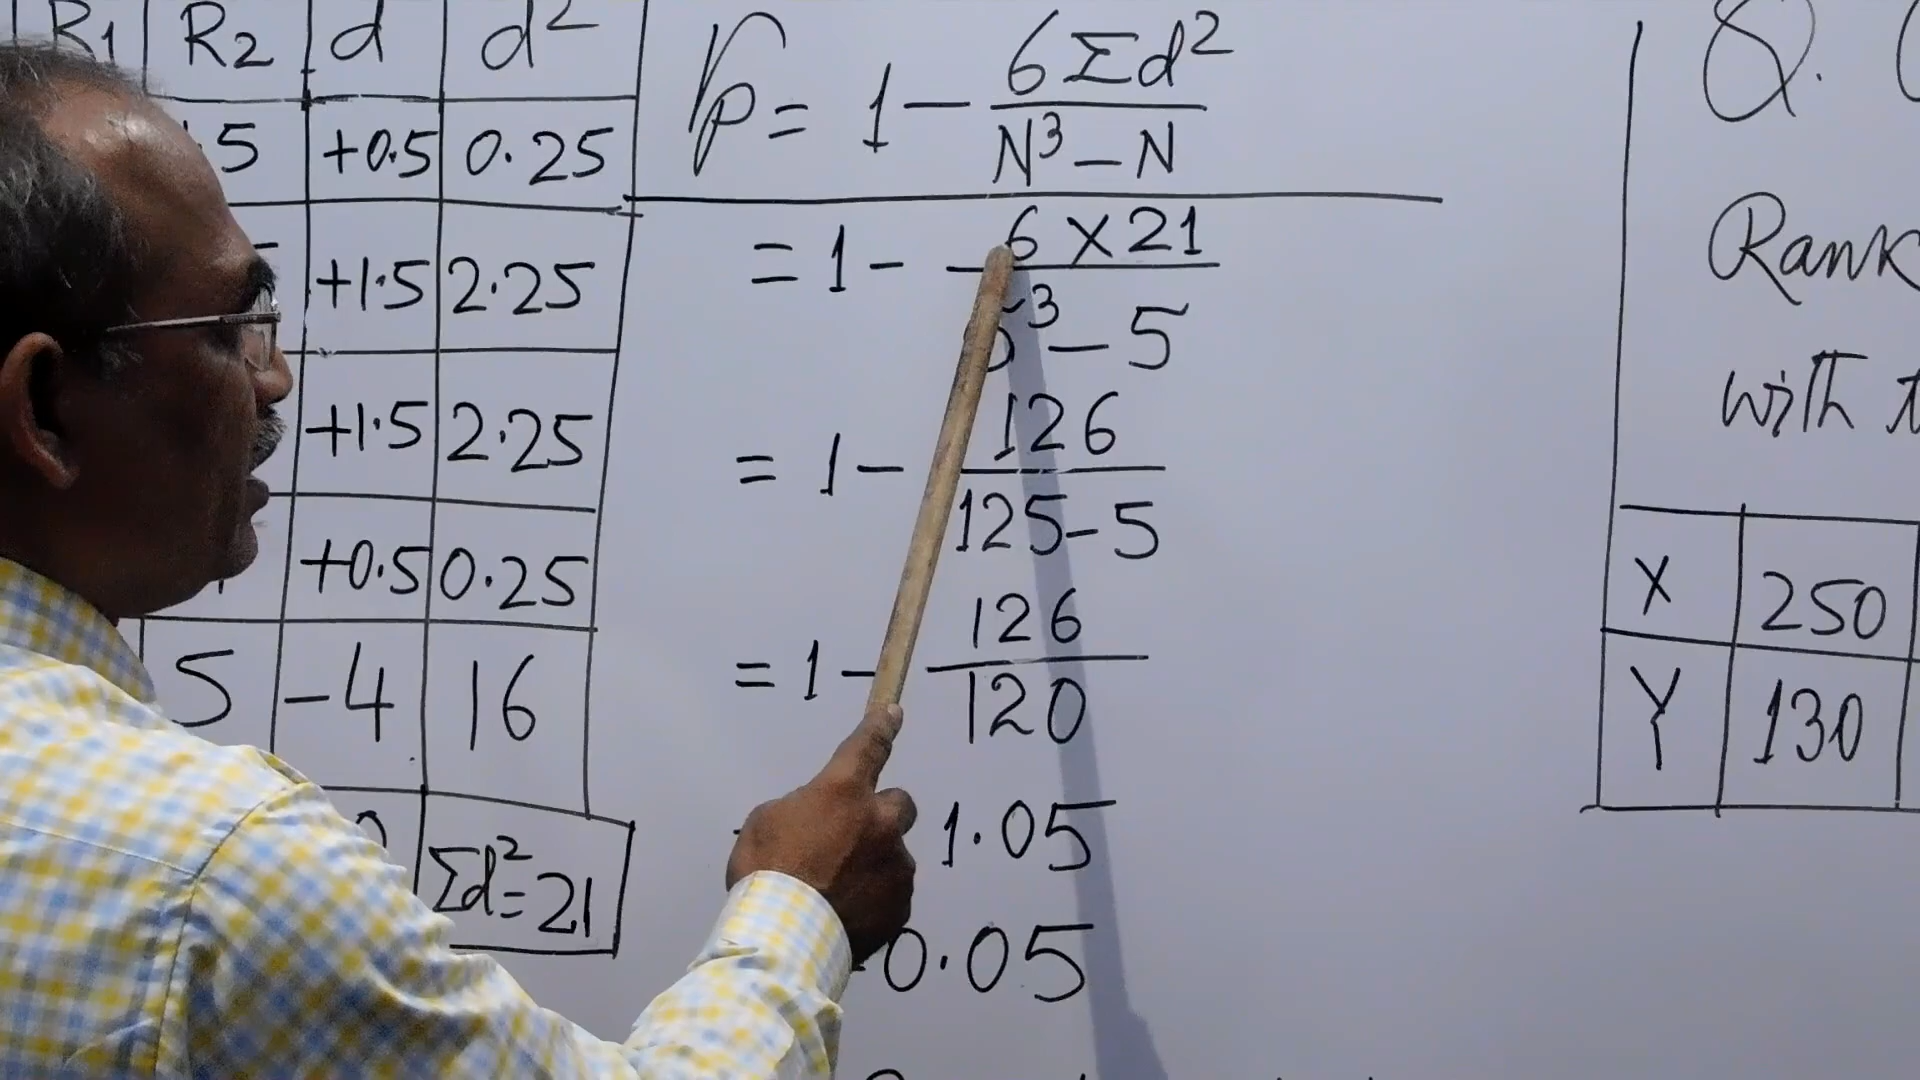 R1 R2 d d²
.5 +0.5 0.25
+1.5 2.25
+1.5 2.25
+0.5 0.25
5 -4 16
Σd²=21
rp = 1 - 6Σd² / N³ - N
= 1 - 6 × 21 / 5³ - 5
= 1 - 126 / 125 - 5
= 1 - 126 / 120
1.05
-0.05
Q.
Rank
with
X 250
Y 130